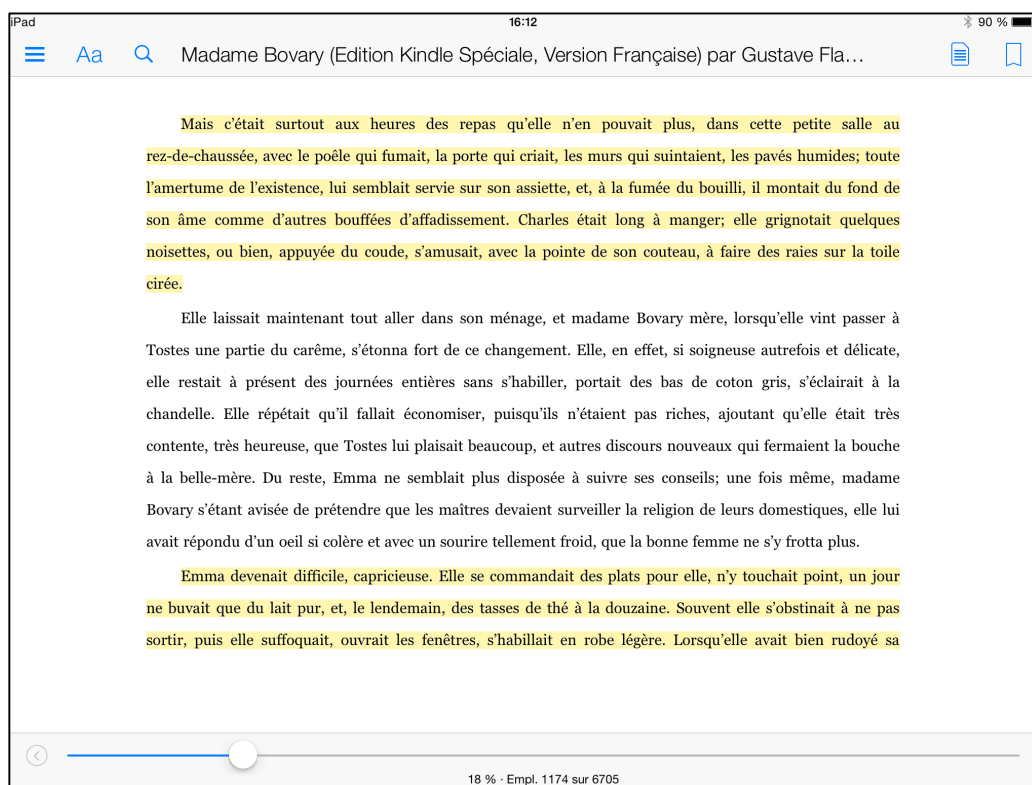 iPad 16:12 90 %
Aa Madame Bovary (Edition Kindle Spéciale, Version Française) par Gustave Fla…
Mais c’était surtout aux heures des repas qu’elle n’en pouvait plus, dans cette petite salle au
rez-de-chaussée, avec le poêle qui fumait, la porte qui criait, les murs qui suintaient, les pavés humides; toute
l’amertume de l’existence, lui semblait servie sur son assiette, et, à la fumée du bouilli, il montait du fond de
son âme comme d’autres bouffées d’affadissement. Charles était long à manger; elle grignotait quelques
noisettes, ou bien, appuyée du coude, s’amusait, avec la pointe de son couteau, à faire des raies sur la toile
cirée.
Elle laissait maintenant tout aller dans son ménage, et madame Bovary mère, lorsqu’elle vint passer à
Tostes une partie du carême, s’étonna fort de ce changement. Elle, en effet, si soigneuse autrefois et délicate,
elle restait à présent des journées entières sans s’habiller, portait des bas de coton gris, s’éclairait à la
chandelle. Elle répétait qu’il fallait économiser, puisqu’ils n’étaient pas riches, ajoutant qu’elle était très
contente, très heureuse, que Tostes lui plaisait beaucoup, et autres discours nouveaux qui fermaient la bouche
à la belle-mère. Du reste, Emma ne semblait plus disposée à suivre ses conseils; une fois même, madame
Bovary s’étant avisée de prétendre que les maîtres devaient surveiller la religion de leurs domestiques, elle lui
avait répondu d’un oeil si colère et avec un sourire tellement froid, que la bonne femme ne s’y frotta plus.
Emma devenait difficile, capricieuse. Elle se commandait des plats pour elle, n’y touchait point, un jour
ne buvait que du lait pur, et, le lendemain, des tasses de thé à la douzaine. Souvent elle s’obstinait à ne pas
sortir, puis elle suffoquait, ouvrait les fenêtres, s’habillait en robe légère. Lorsqu’elle avait bien rudoyé sa
18 % · Empl. 1174 sur 6705